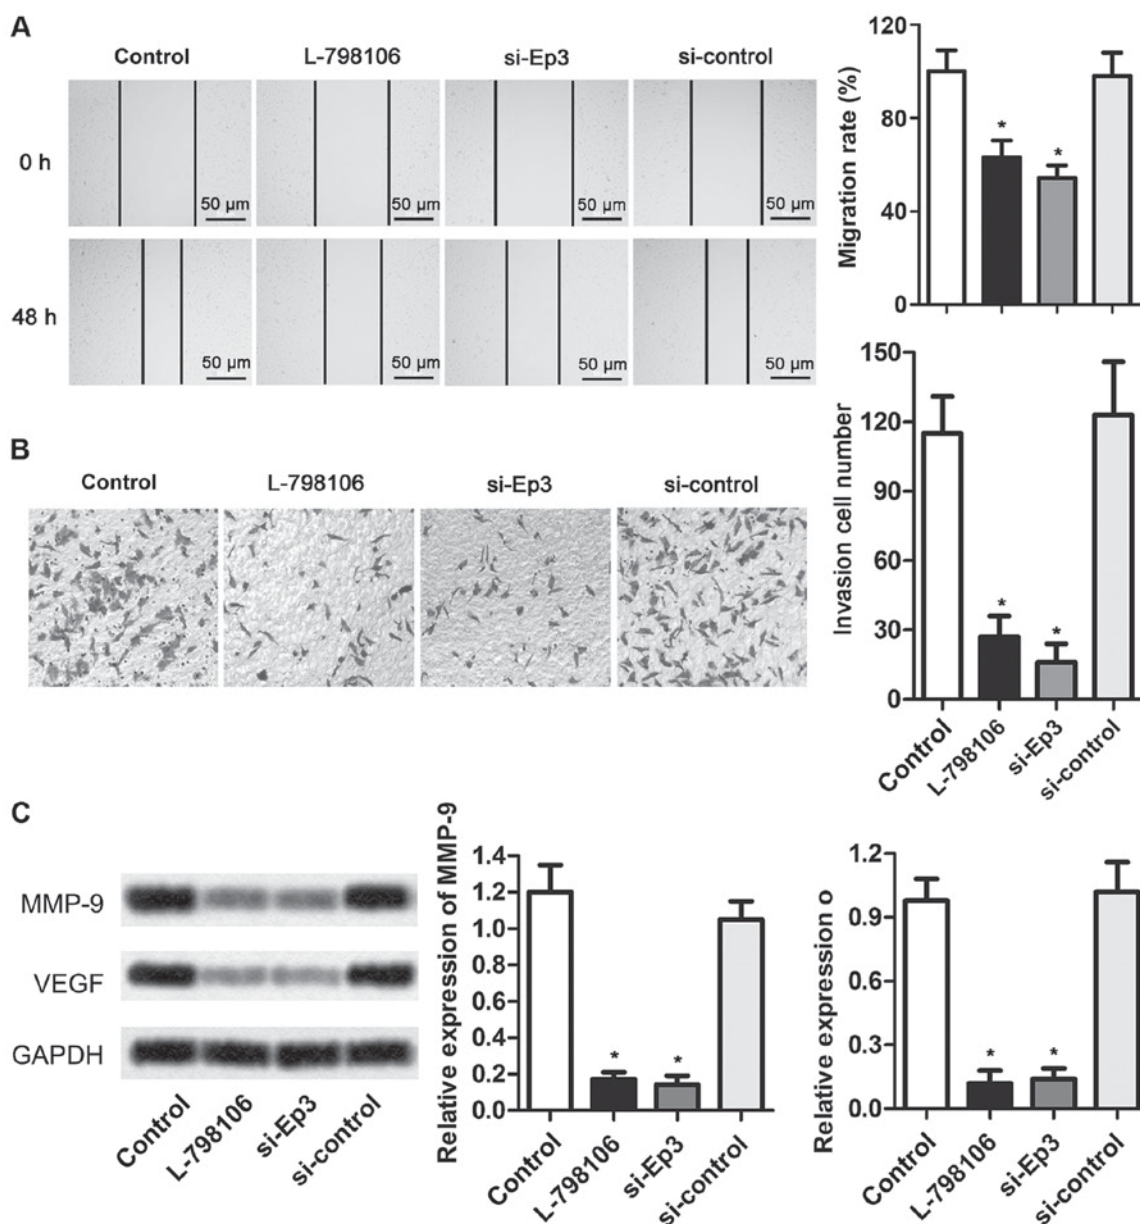 A
Control L-798106 si-Ep3 si-control
0 h
50 µm 50 µm 50 µm 50 µm
48 h
50 µm 50 µm 50 µm 50 µm
Migration rate (%)
120
80
40
0
* *
B
Control L-798106 si-Ep3 si-control
Invasion cell number
150
120
90
60
30
0
* *
Control L-798106 si-Ep3 si-control
C
MMP-9
VEGF
GAPDH
Control L-798106 si-Ep3 si-control
Relative expression of MMP-9
1.4
1.2
1.0
0.8
0.6
0.4
0.2
0.0
* *
Control L-798106 si-Ep3 si-control
Relative expression o
1.2
0.9
0.6
0.3
0.0
* *
Control L-798106 si-Ep3 si-control